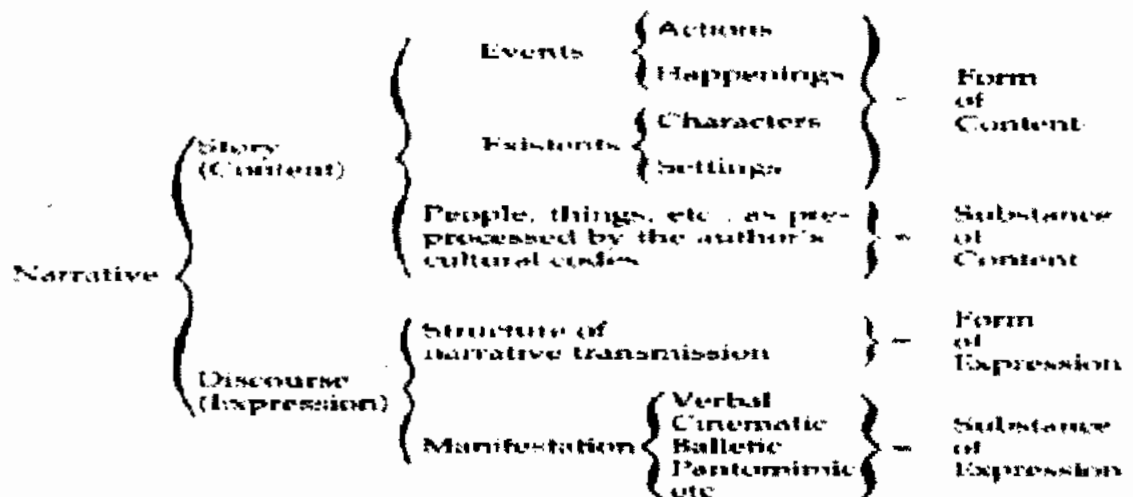 Narrative
Story
(Content)
Events
Actions
Happenings
Existents
Characters
Settings
Form
of
Content
People, things, etc., as pre-
processed by the author's
cultural codes
Substance
of
Content
Discourse
(Expression)
Structure of
narrative transmission
Form
of
Expression
Manifestation
Verbal
Cinematic
Balletic
Pantomimic
etc
Substance
of
Expression